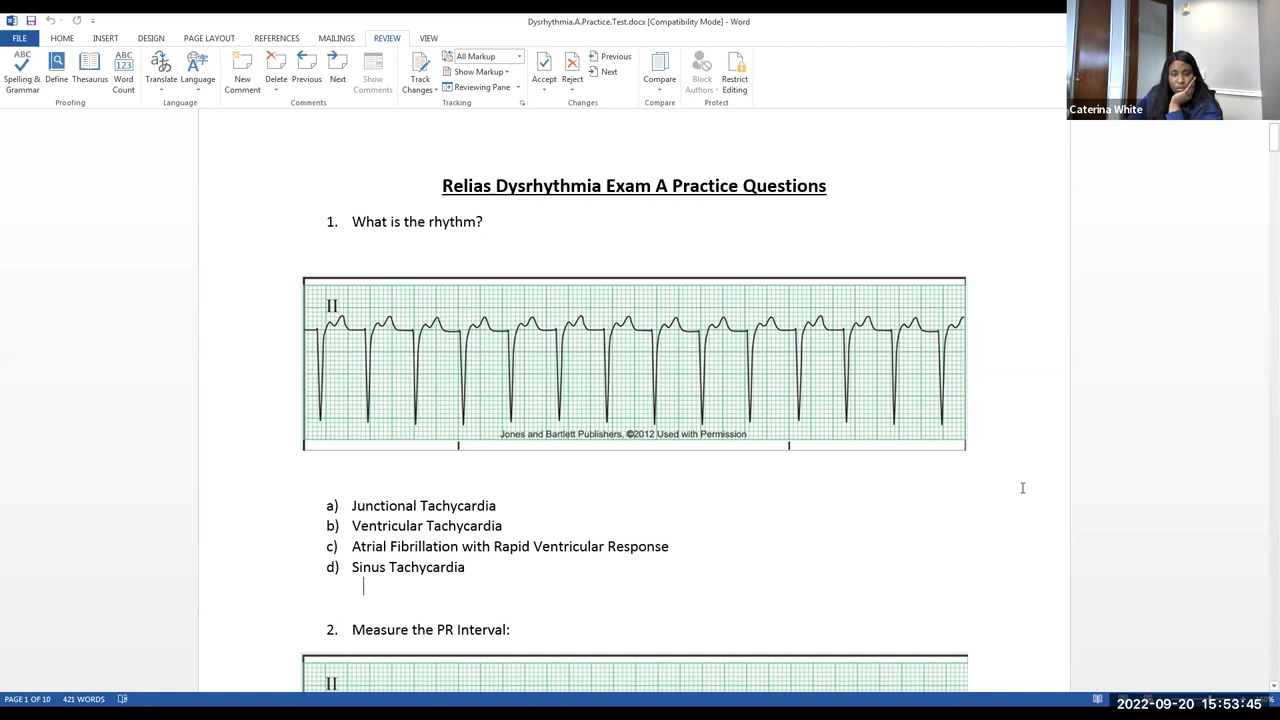 Dysrhythmia.A.Practice.Test.docx [Compatibility Mode] - Word
FILE HOME INSERT DESIGN PAGE LAYOUT REFERENCES MAILINGS REVIEW VIEW
ABC
Spelling & Grammar
Define
Thesaurus
ABC 123
Word Count
Proofing
Translate
Language
Language
New Comment
Delete
Previous
Next
Show Comments
Comments
Track Changes
All Markup
Show Markup
Reviewing Pane
Tracking
Accept
Reject
Previous
Next
Changes
Compare
Compare
Block Authors
Restrict Editing
Protect
Caterina White
Relias Dysrhythmia Exam A Practice Questions
1. What is the rhythm?
II
Jones and Bartlett Publishers, ©2012 Used with Permission
a) Junctional Tachycardia
b) Ventricular Tachycardia
c) Atrial Fibrillation with Rapid Ventricular Response
d) Sinus Tachycardia
2. Measure the PR Interval:
II
PAGE 1 OF 10 421 WORDS
2022-09-20 15:53:45